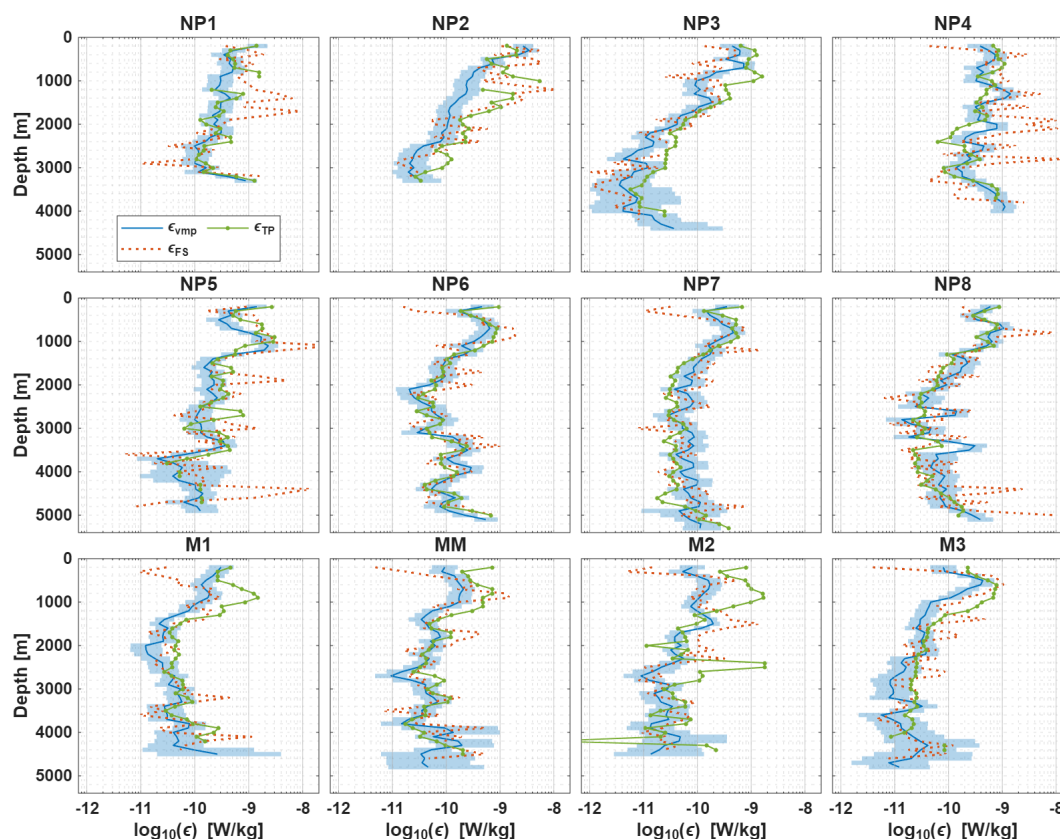 NP1 NP2 NP3 NP4
0
1000
2000
3000
4000
5000
Depth [m]
ϵvmp ϵTP
ϵFS
NP5 NP6 NP7 NP8
0
1000
2000
3000
4000
5000
Depth [m]
M1 MM M2 M3
0
1000
2000
3000
4000
5000
Depth [m]
-12 -11 -10 -9 -12 -11 -10 -9 -12 -11 -10 -9 -12 -11 -10 -9 -8
log10(ϵ) [W/kg] log10(ϵ) [W/kg] log10(ϵ) [W/kg] log10(ϵ) [W/kg]